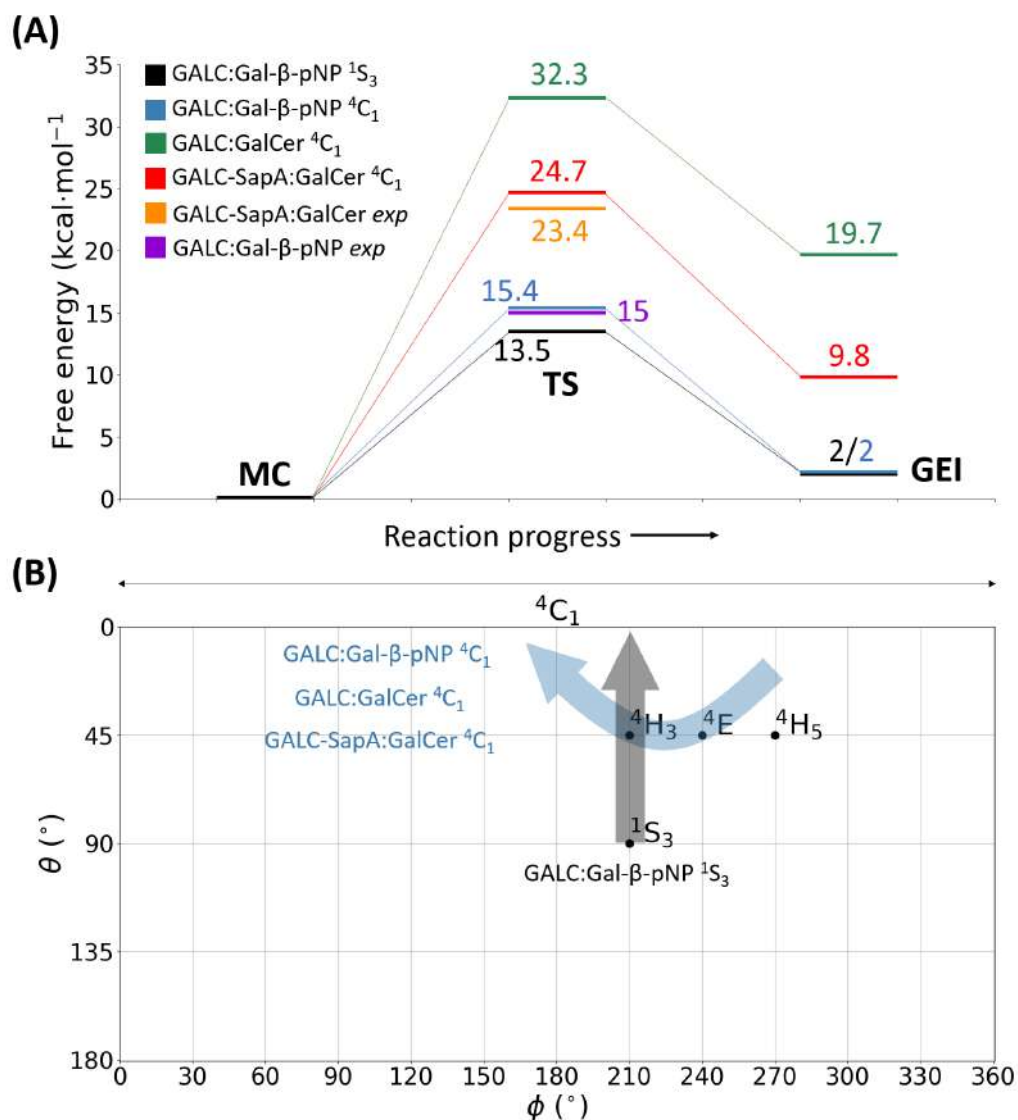 (A)
GALC:Gal-β-pNP ¹S₃
GALC:Gal-β-pNP ⁴C₁
GALC:GalCer ⁴C₁
GALC-SapA:GalCer ⁴C₁
GALC-SapA:GalCer exp
GALC:Gal-β-pNP exp
Free energy (kcal·mol⁻¹)
35
30
25
20
15
10
5
0
32.3
24.7
23.4
15.4
15
13.5
TS
19.7
9.8
2/2
MC
GEI
Reaction progress
(B)
⁴C₁
GALC:Gal-β-pNP ⁴C₁
GALC:GalCer ⁴C₁
GALC-SapA:GalCer ⁴C₁
⁴H₃ ⁴E ⁴H₅
¹S₃
GALC:Gal-β-pNP ¹S₃
θ (°)
0
45
90
135
180
0 30 60 90 120 150 180 210 240 270 300 330 360
ϕ (°)